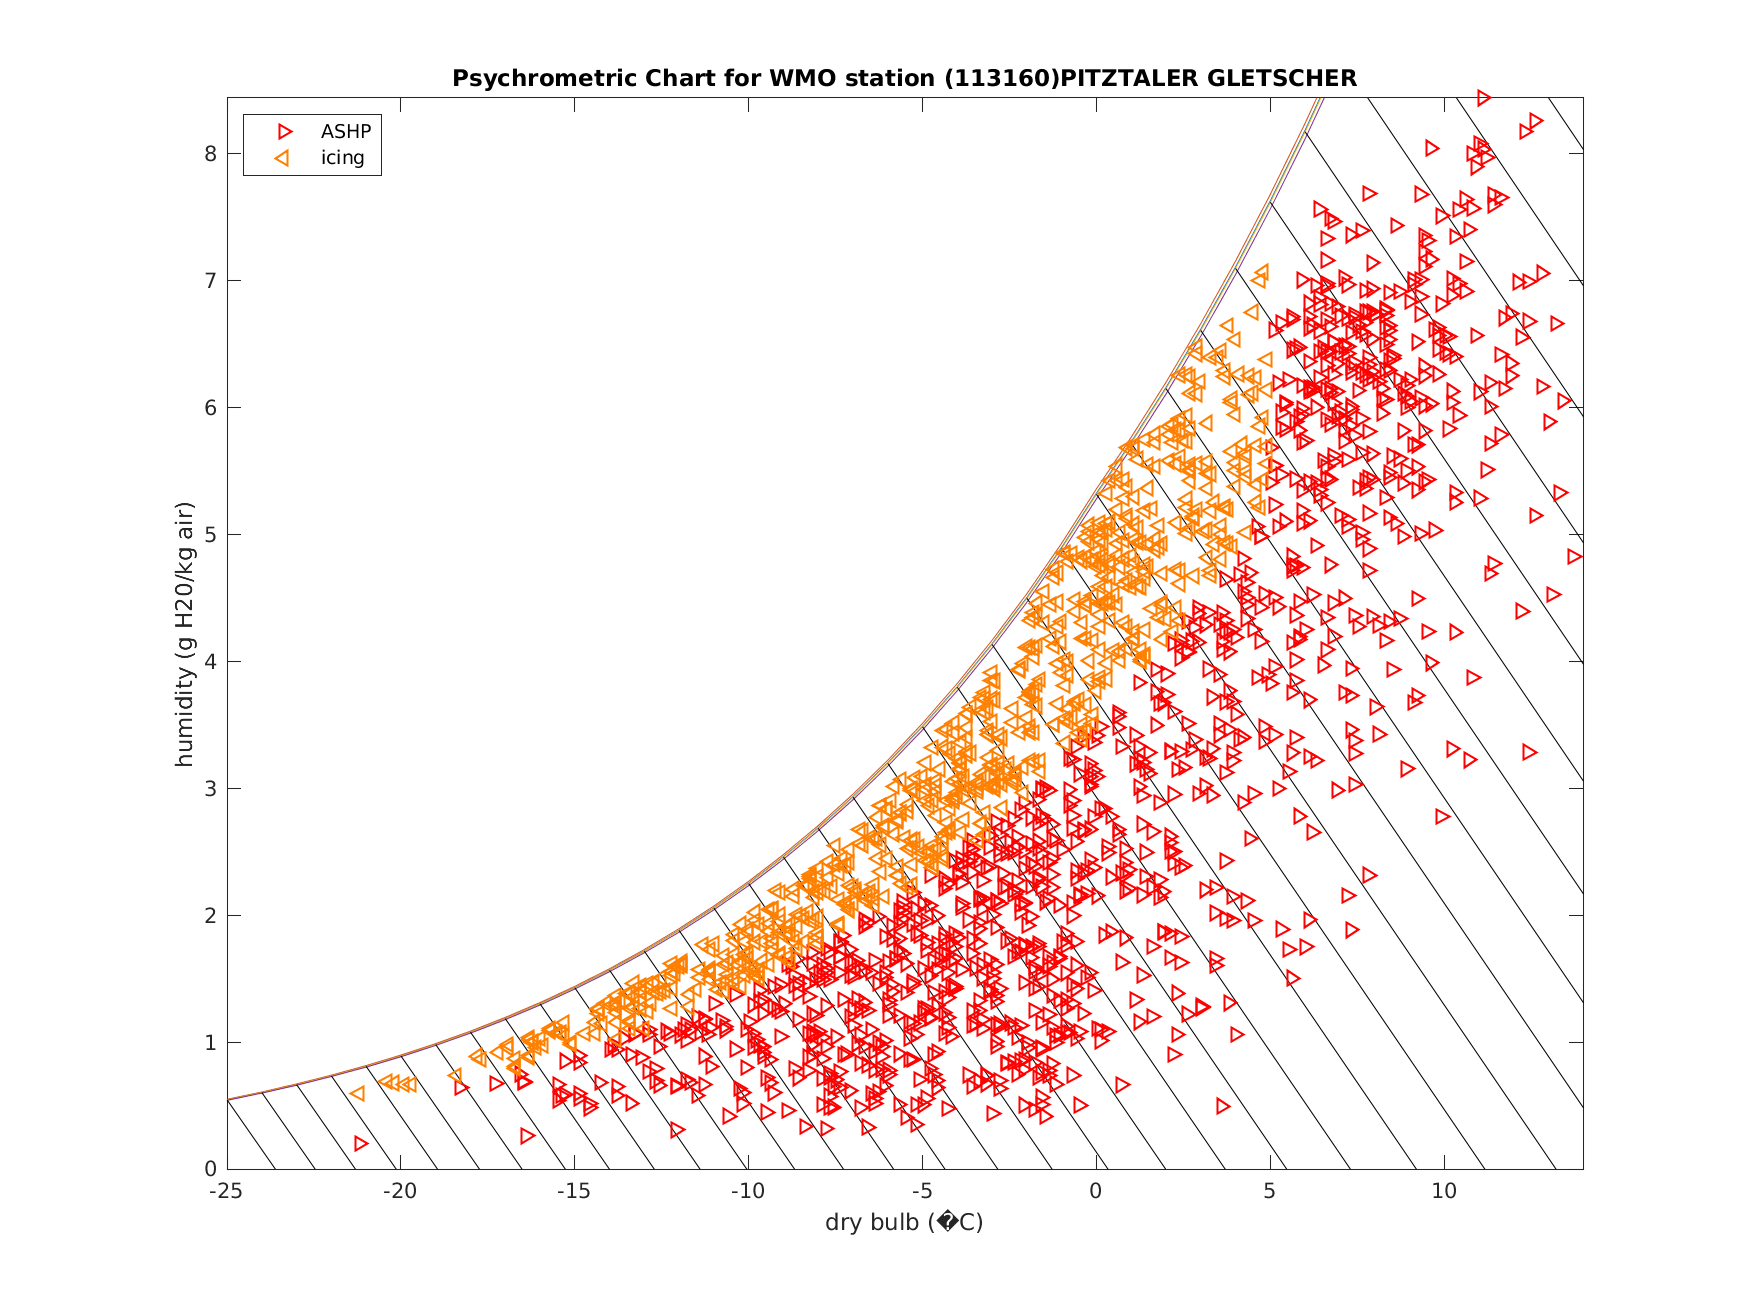 Psychrometric Chart for WMO station (113160)PITZTALER GLETSCHER
ASHP
icing
8
7
6
5
4
3
2
1
0
humidity (g H20/kg air)
-25 -20 -15 -10 -5 0 5 10
dry bulb (�C)